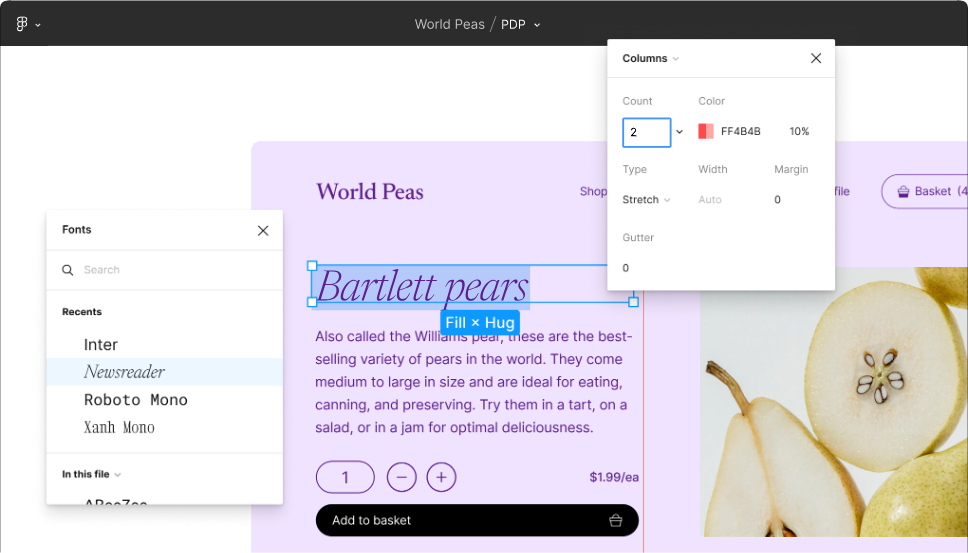 World Peas / PDP
Columns
Count
Color
2
FF4B4B
10%
Type
Width
Margin
Stretch
Auto
0
Gutter
0
World Peas
Shop
file
Basket (4
Fonts
Search
Recents
Inter
Newsreader
Roboto Mono
Xanh Mono
In this file
ABeeZee
Bartlett pears
Fill × Hug
Also called the Williams pear, these are the best-
selling variety of pears in the world. They come
medium to large in size and are ideal for eating,
canning, and preserving. Try them in a tart, on a
salad, or in a jam for optimal deliciousness.
1
$1.99/ea
Add to basket